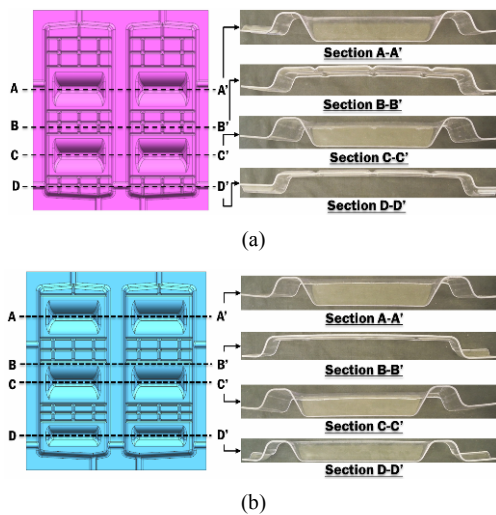 A
A'
Section A-A'
B
B'
Section B-B'
C
C'
Section C-C'
D
D'
Section D-D'
(a)
A
A'
Section A-A'
B
B'
Section B-B'
C
C'
Section C-C'
D
D'
Section D-D'
(b)